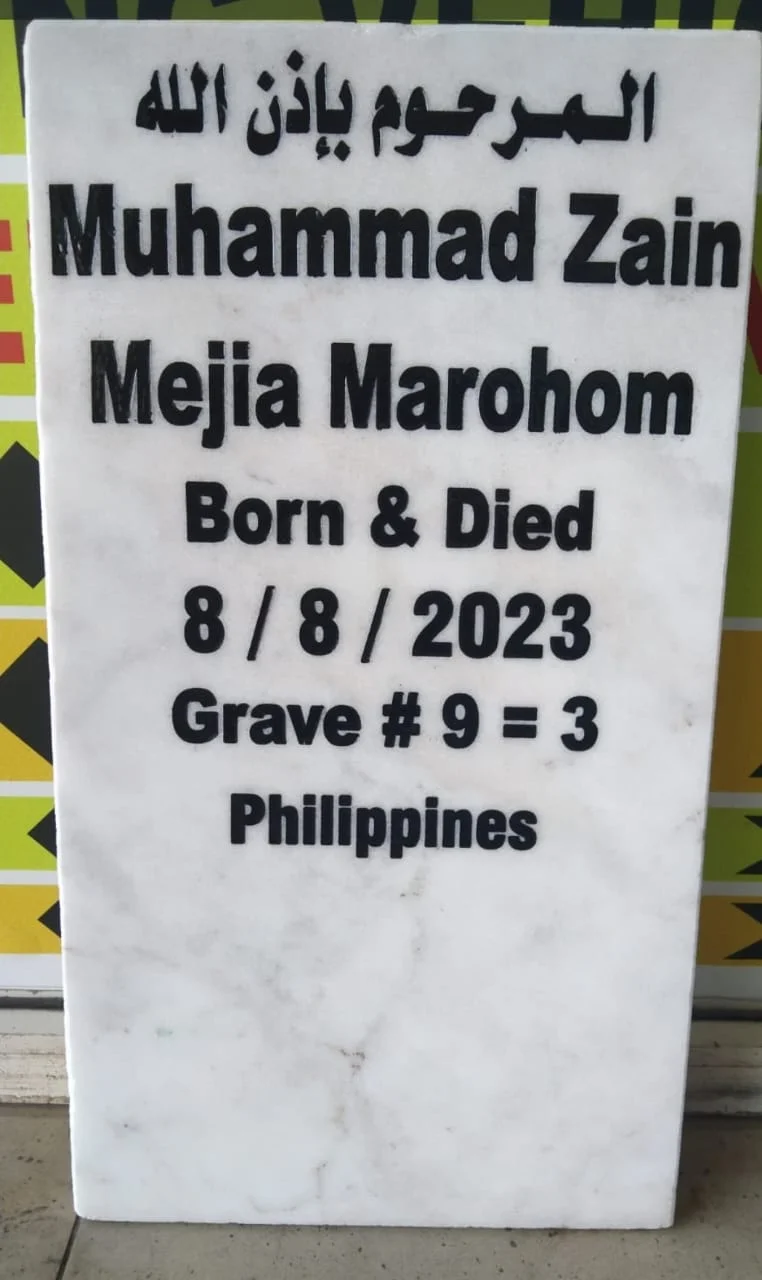 المرحوم بإذن الله
Muhammad Zain
Mejia Marohom
Born & Died
8 / 8 / 2023
Grave # 9 = 3
Philippines